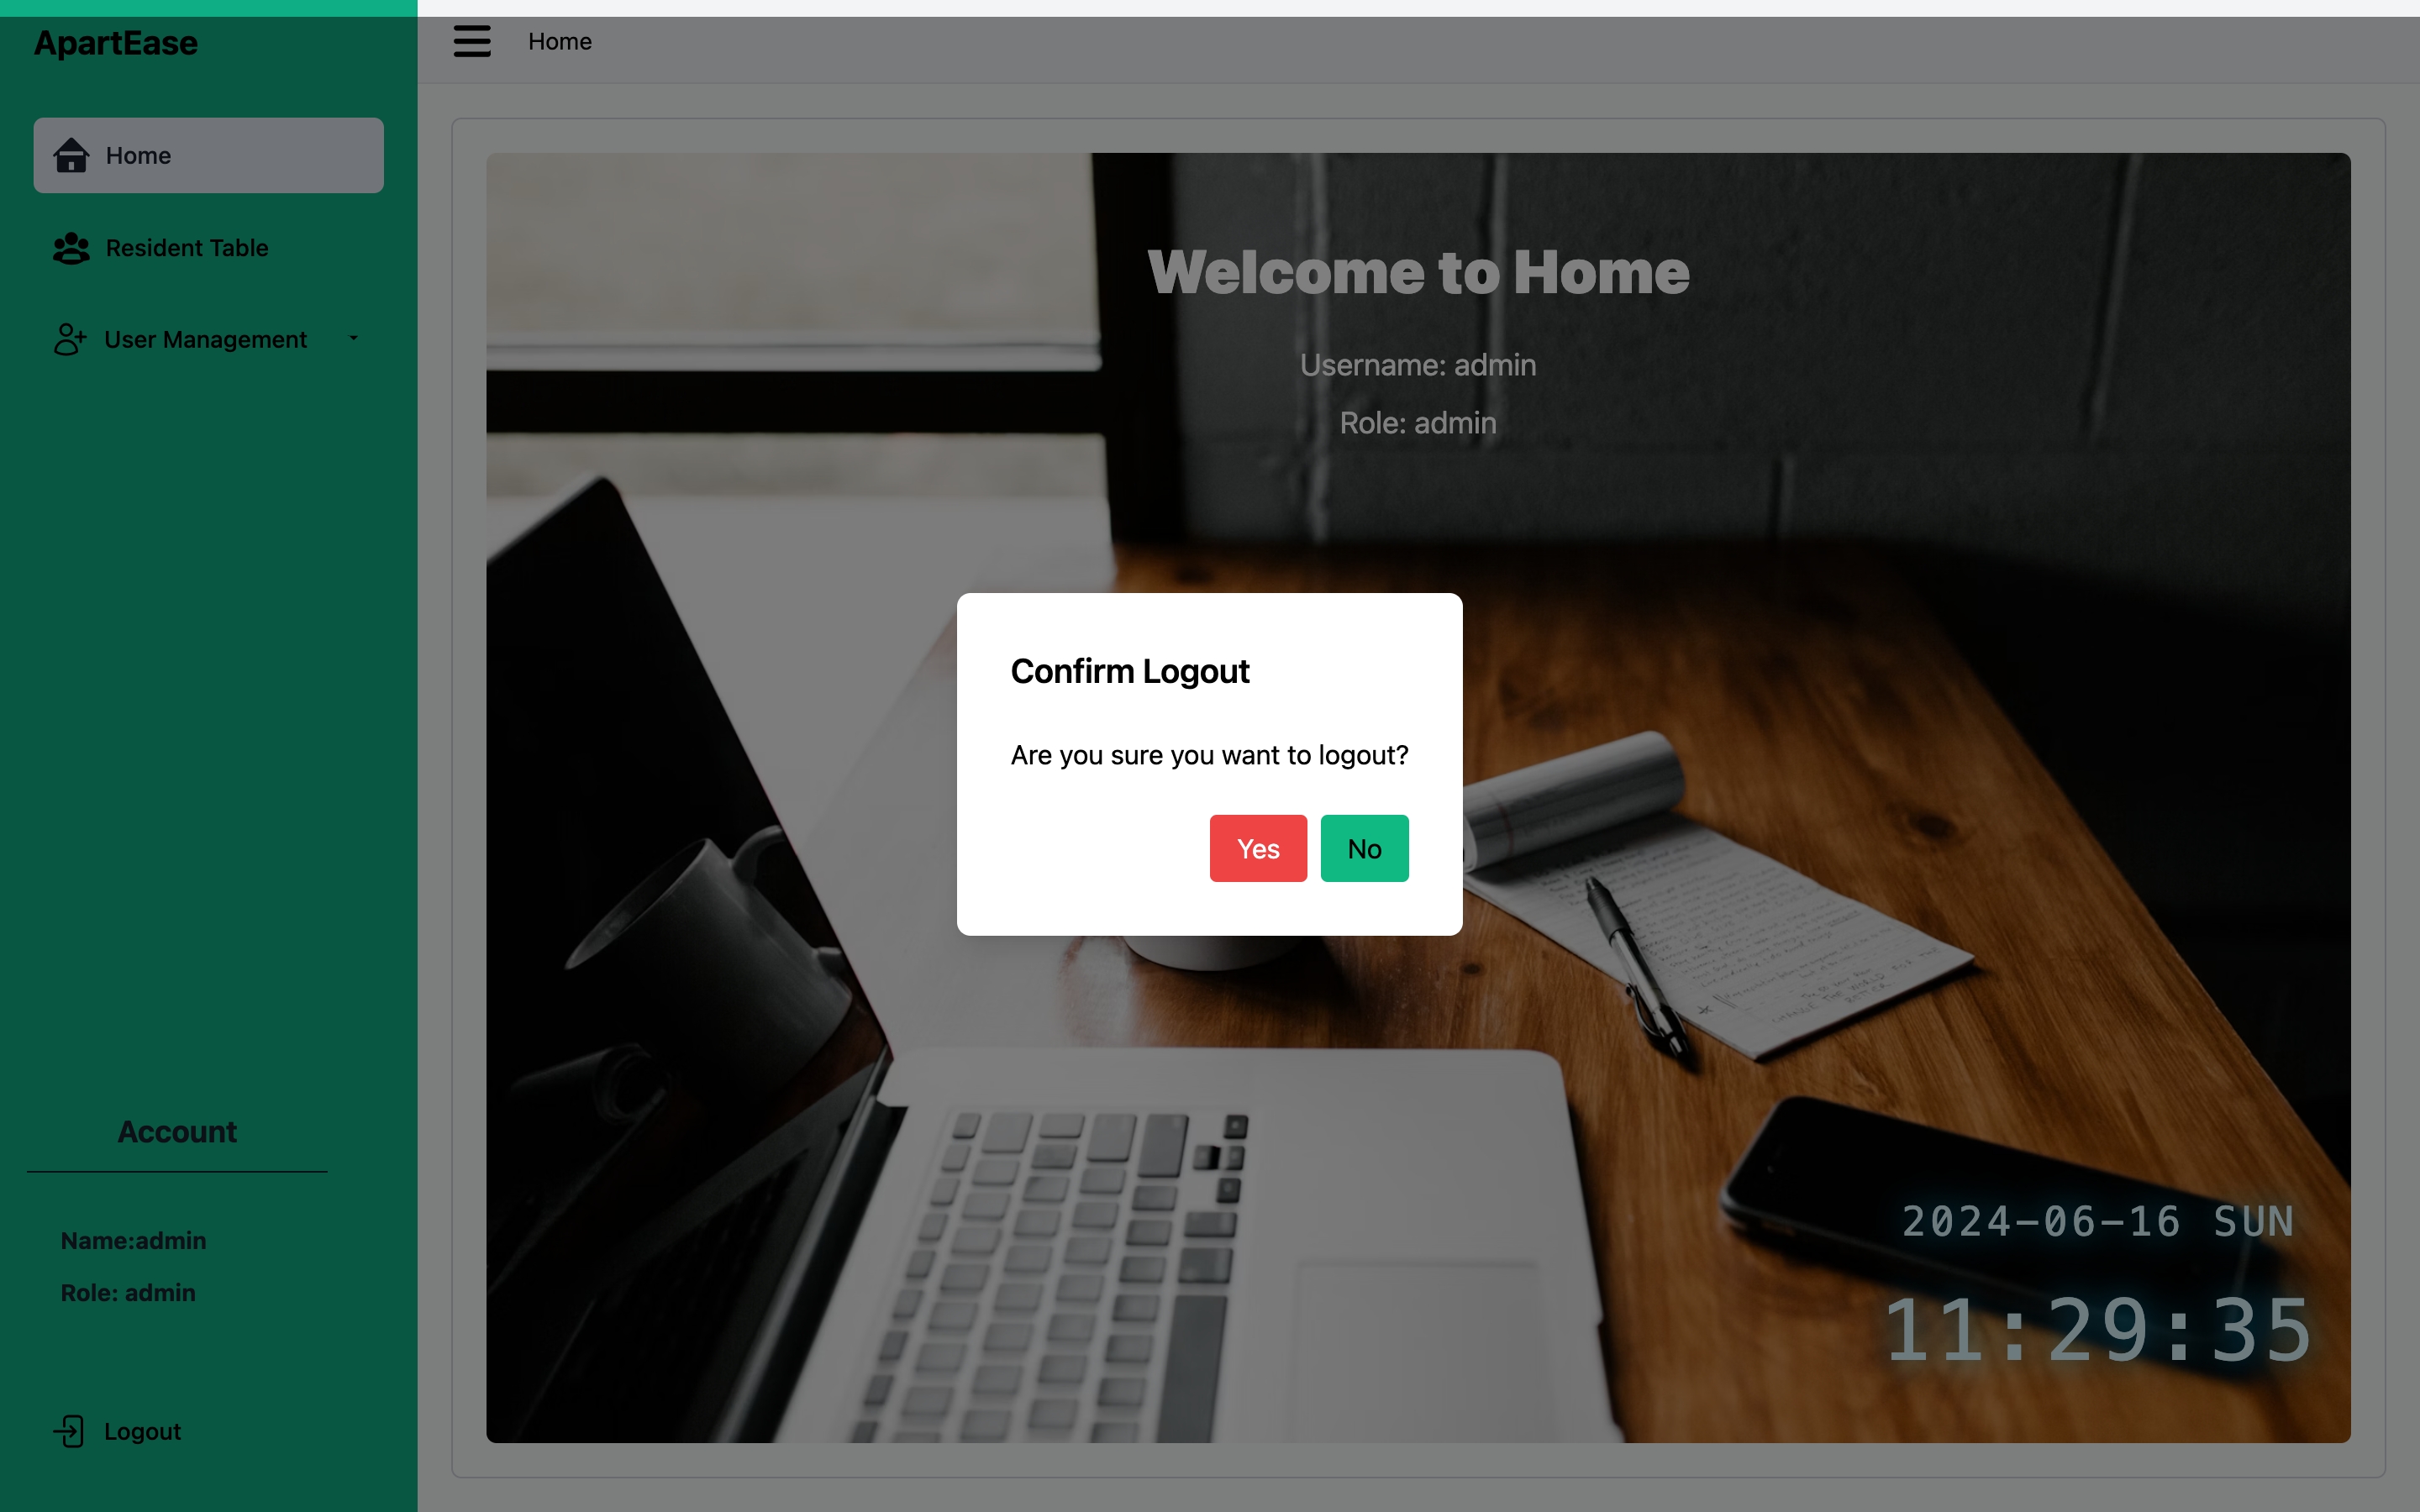 ApartEase
Home
Home
Resident Table
User Management
Welcome to Home
Username: admin
Role: admin
Confirm Logout
Are you sure you want to logout?
Yes
No
Account
Name:admin
Role: admin
Logout
2024-06-16 SUN
11:29:35